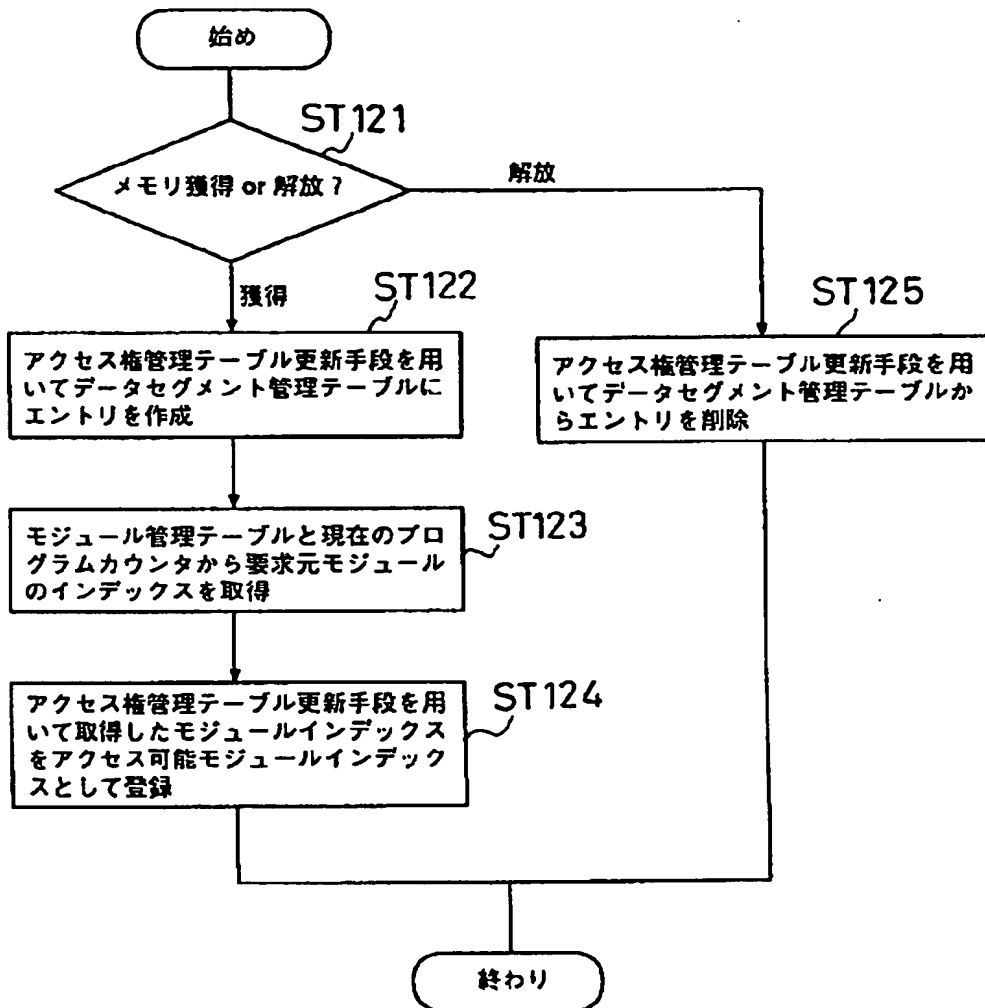 始め
ST121
メモリ獲得 or 解放？
解放
獲得
ST122
アクセス権管理テーブル更新手段を用
いてデータセグメント管理テーブルに
エントリを作成
ST125
アクセス権管理テーブル更新手段を用
いてデータセグメント管理テーブルか
らエントリを削除
モジュール管理テーブルと現在のプロ
グラムカウンタから要求元モジュール
のインデックスを取得
ST123
アクセス権管理テーブル更新手段を用
いて取得したモジュールインデックス
をアクセス可能モジュールインデック
スとして登録
ST124
終わり